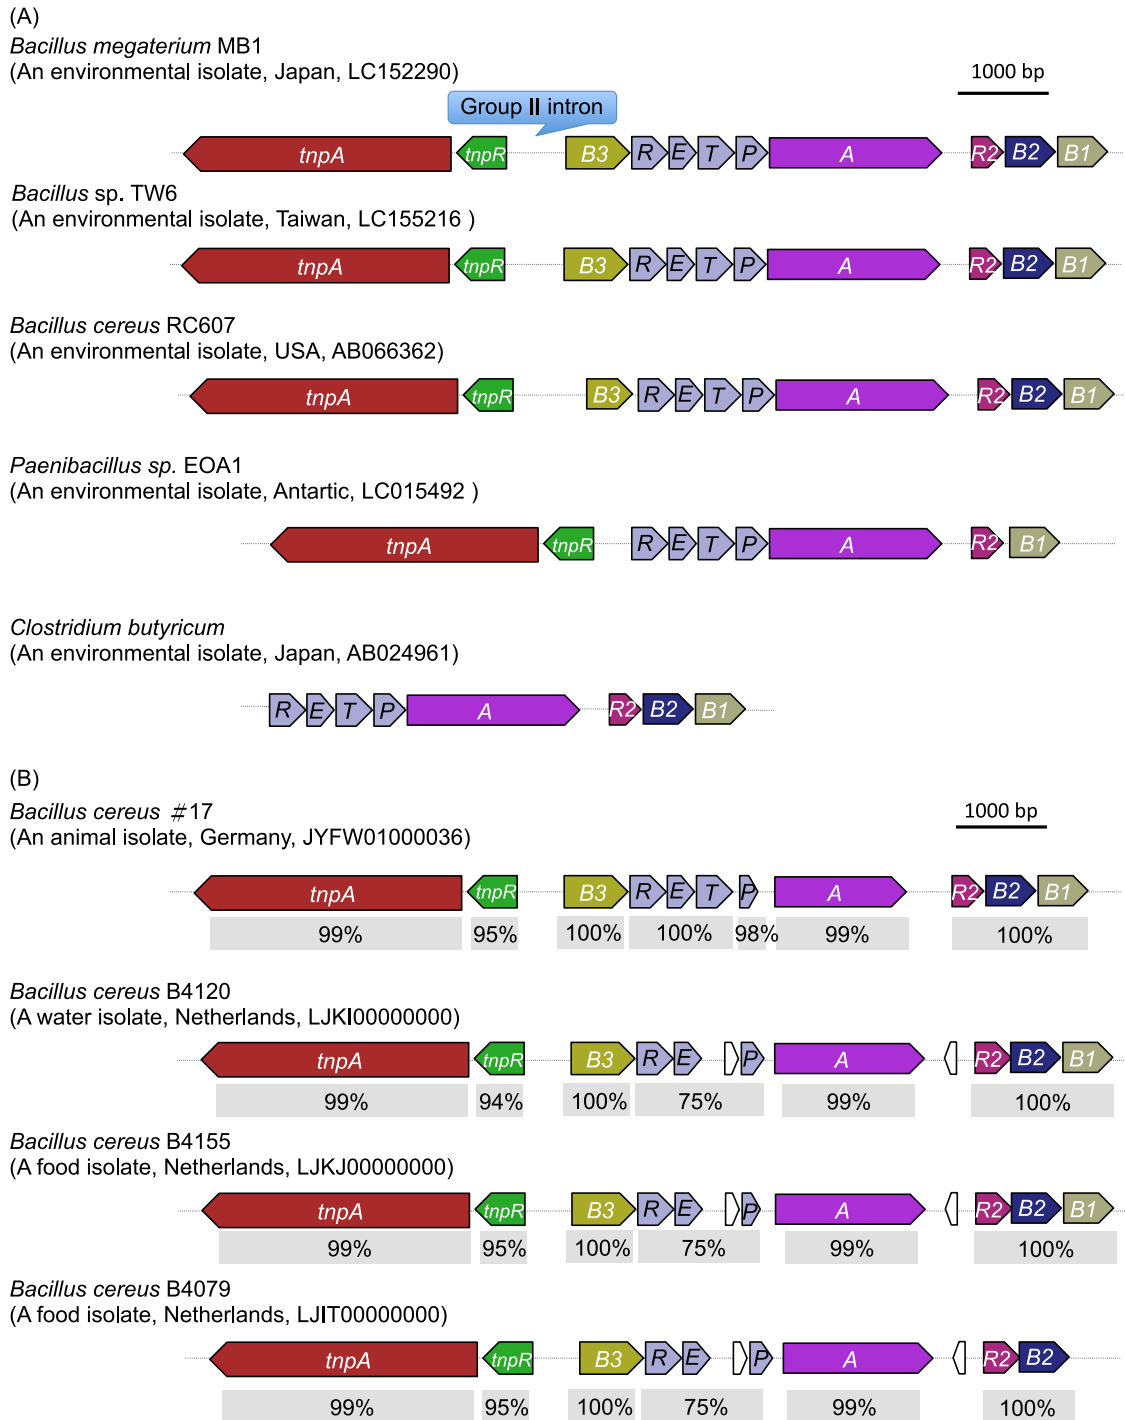 (A)
Bacillus megaterium MB1
(An environmental isolate, Japan, LC152290)
1000 bp
Group II intron
tnpA tnpR B3 R E T P A R2 B2 B1
Bacillus sp. TW6
(An environmental isolate, Taiwan, LC155216 )
tnpA tnpR B3 R E T P A R2 B2 B1
Bacillus cereus RC607
(An environmental isolate, USA, AB066362)
tnpA tnpR B3 R E T P A R2 B2 B1
Paenibacillus sp. EOA1
(An environmental isolate, Antartic, LC015492 )
tnpA tnpR R E T P A R2 B1
Clostridium butyricum
(An environmental isolate, Japan, AB024961)
R E T P A R2 B2 B1
(B)
Bacillus cereus #17
(An animal isolate, Germany, JYFW01000036)
1000 bp
tnpA tnpR B3 R E T P A R2 B2 B1
99% 95% 100% 100% 98% 99% 100%
Bacillus cereus B4120
(A water isolate, Netherlands, LJKI00000000)
tnpA tnpR B3 R E P A R2 B2 B1
99% 94% 100% 75% 99% 100%
Bacillus cereus B4155
(A food isolate, Netherlands, LJKJ00000000)
tnpA tnpR B3 R E P A R2 B2 B1
99% 95% 100% 75% 99% 100%
Bacillus cereus B4079
(A food isolate, Netherlands, LJIT00000000)
tnpA tnpR B3 R E P A R2 B2
99% 95% 100% 75% 99% 100%